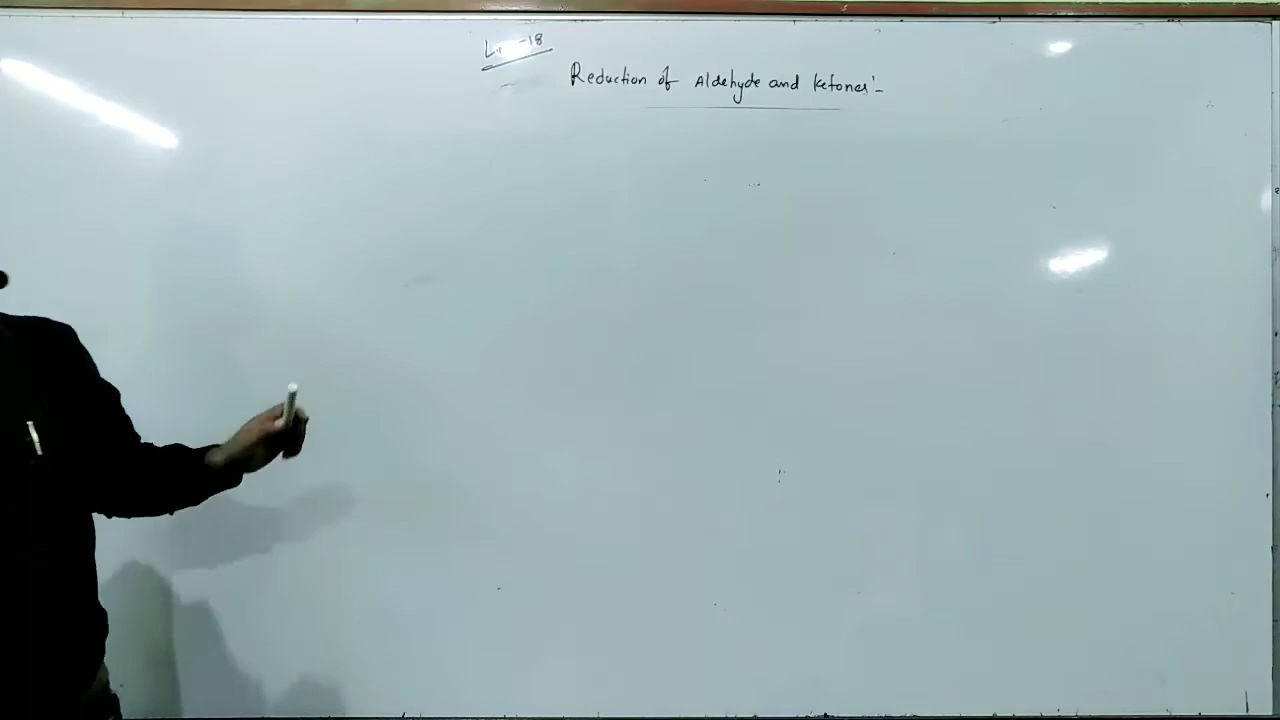 L...-18
Reduction of Aldehyde and Ketones:-